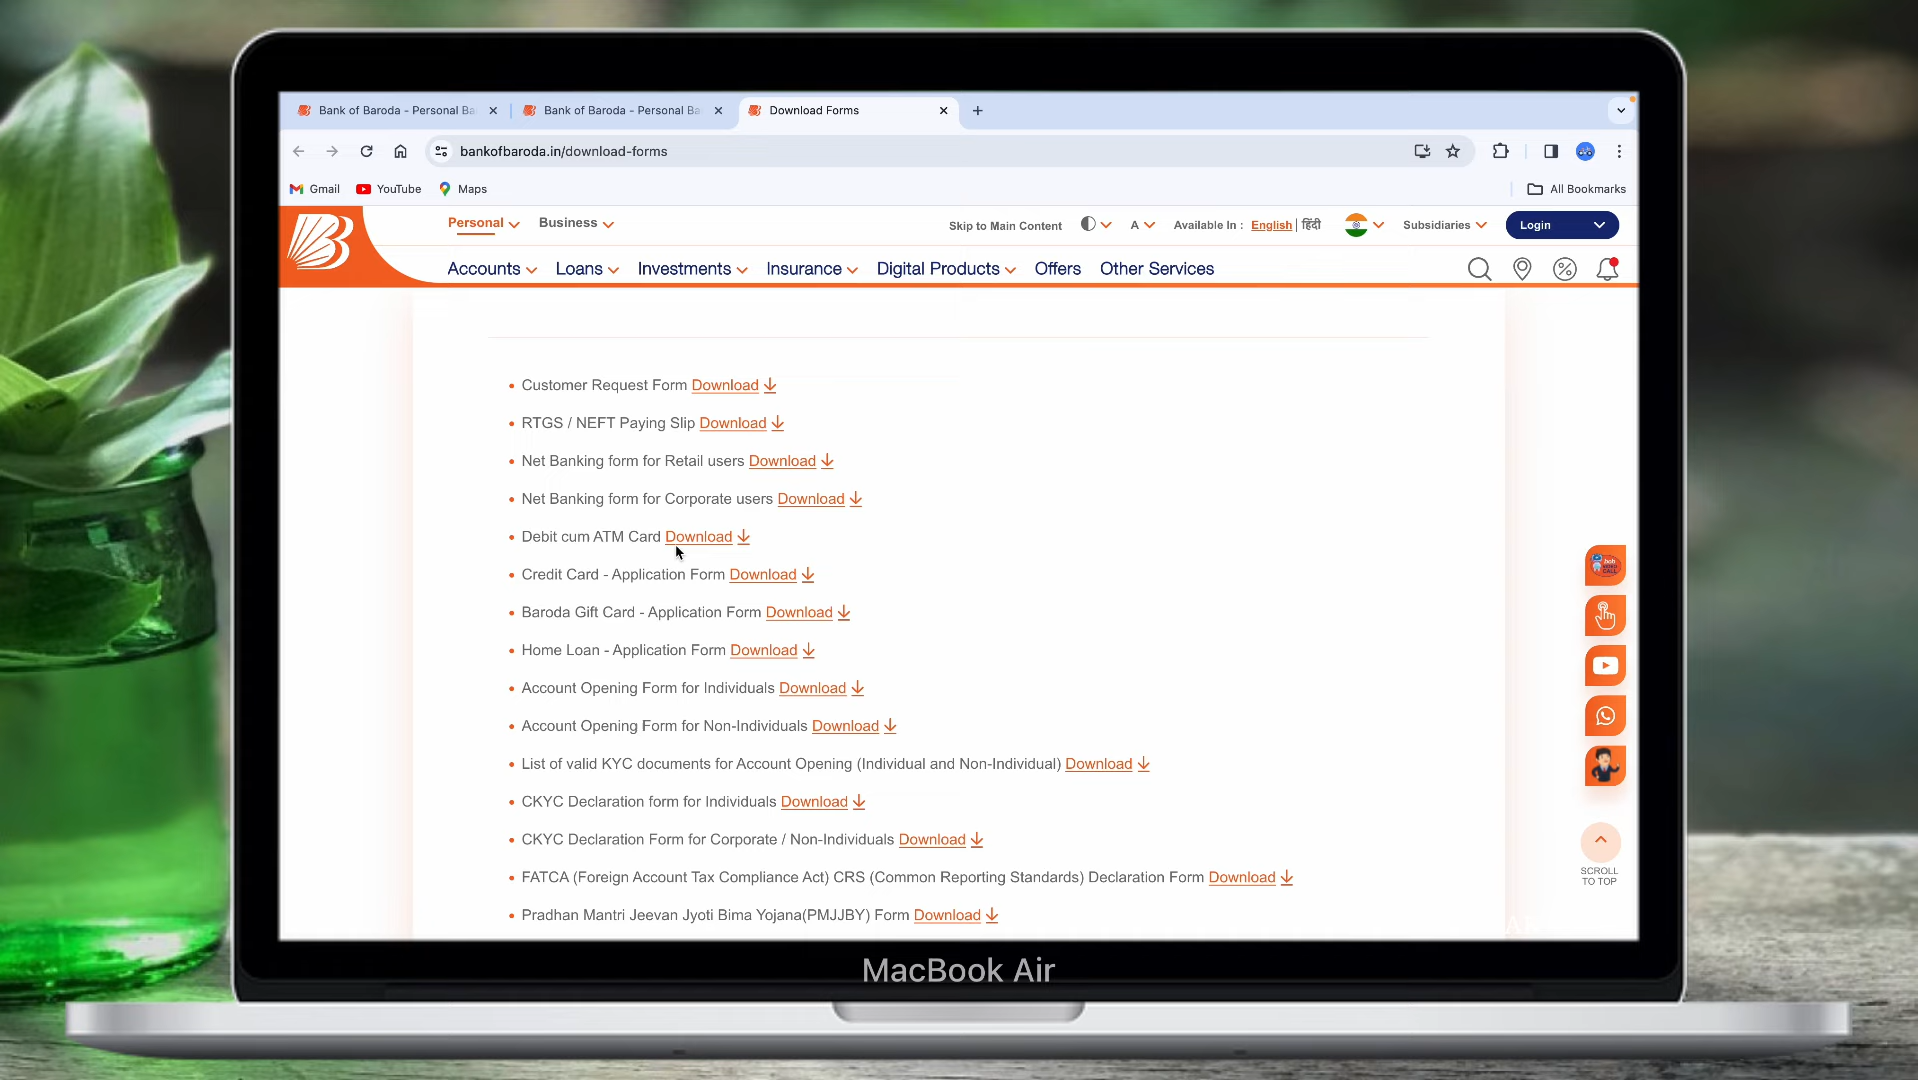 Bank of Baroda - Personal Ba
Bank of Baroda - Personal Ba
Download Forms
bankofbaroda.in/download-forms
Gmail
YouTube
Maps
All Bookmarks
Personal
Business
Skip to Main Content
A
Available In : English | हिंदी
Subsidiaries
Login
Accounts
Loans
Investments
Insurance
Digital Products
Offers
Other Services
• Customer Request Form Download
• RTGS / NEFT Paying Slip Download
• Net Banking form for Retail users Download
• Net Banking form for Corporate users Download
• Debit cum ATM Card Download
• Credit Card - Application Form Download
• Baroda Gift Card - Application Form Download
• Home Loan - Application Form Download
• Account Opening Form for Individuals Download
• Account Opening Form for Non-Individuals Download
• List of valid KYC documents for Account Opening (Individual and Non-Individual) Download
• CKYC Declaration form for Individuals Download
• CKYC Declaration Form for Corporate / Non-Individuals Download
• FATCA (Foreign Account Tax Compliance Act) CRS (Common Reporting Standards) Declaration Form Download
• Pradhan Mantri Jeevan Jyoti Bima Yojana(PMJJBY) Form Download
SCROLL
TO TOP
MacBook Air